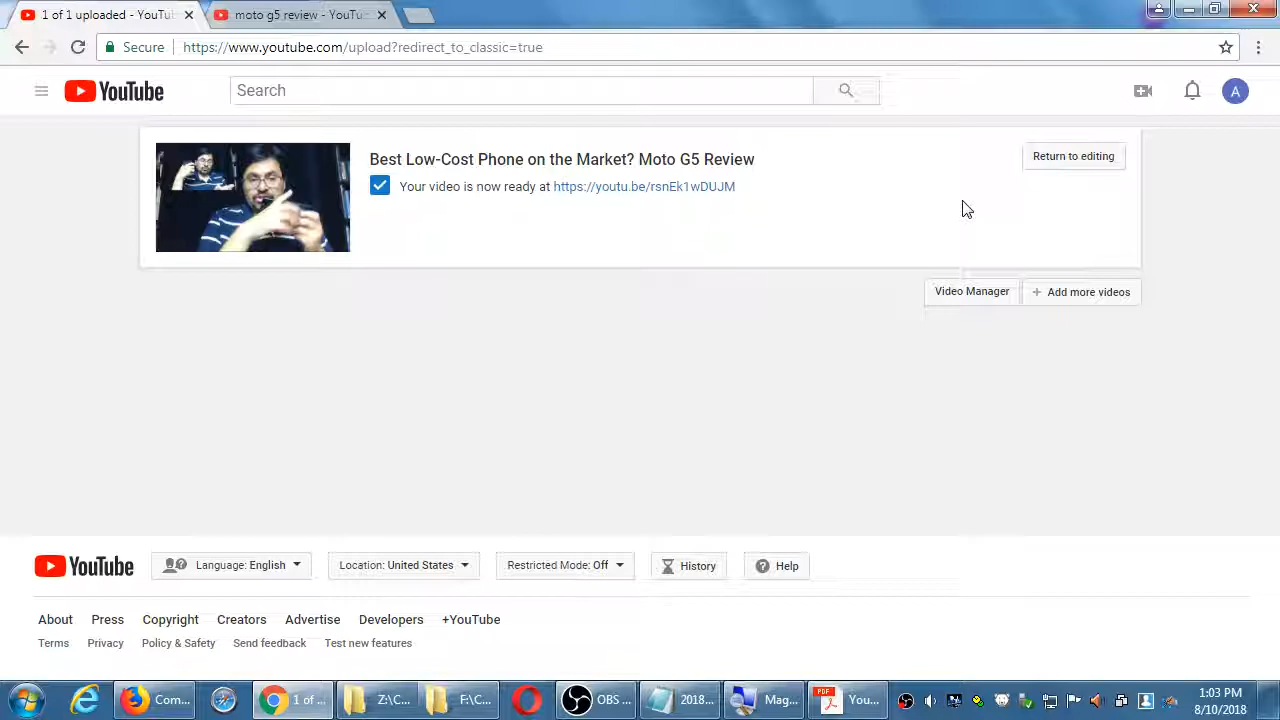 1 of 1 uploaded - YouTu
moto g5 review - YouTu
Secure
https://www.youtube.com/upload?redirect_to_classic=true
YouTube
Search
A
Best Low-Cost Phone on the Market? Moto G5 Review
Return to editing
Your video is now ready at https://youtu.be/rsnEk1wDUJM
Video Manager
+ Add more videos
YouTube
Language: English
Location: United States
Restricted Mode: Off
History
Help
About Press Copyright Creators Advertise Developers +YouTube
Terms Privacy Policy & Safety Send feedback Test new features
Com...
1 of ...
Z:\C...
F:\C...
OBS ...
2018...
Mag...
PDF
You...
1:03 PM
8/10/2018